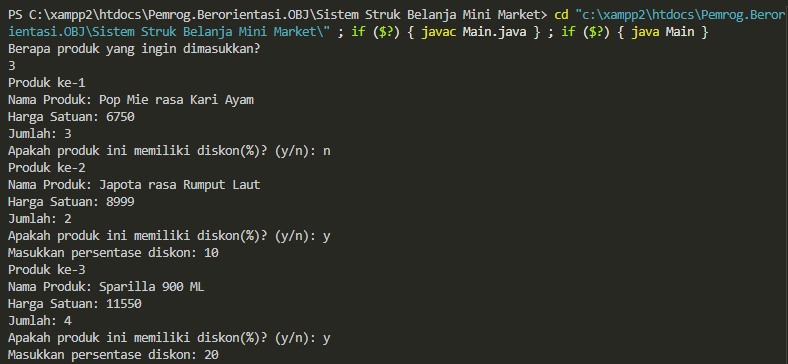 PS C:\xampp2\htdocs\Pemrog.Berorientasi.OBJ\Sistem Struk Belanja Mini Market> cd "c:\xampp2\htdocs\Pemrog.Beror
ientasi.OBJ\Sistem Struk Belanja Mini Market\" ; if ($?) { javac Main.java } ; if ($?) { java Main }
Berapa produk yang ingin dimasukkan?
3
Produk ke-1
Nama Produk: Pop Mie rasa Kari Ayam
Harga Satuan: 6750
Jumlah: 3
Apakah produk ini memiliki diskon(%)? (y/n): n
Produk ke-2
Nama Produk: Japota rasa Rumput Laut
Harga Satuan: 8999
Jumlah: 2
Apakah produk ini memiliki diskon(%)? (y/n): y
Masukkan persentase diskon: 10
Produk ke-3
Nama Produk: Sparilla 900 ML
Harga Satuan: 11550
Jumlah: 4
Apakah produk ini memiliki diskon(%)? (y/n): y
Masukkan persentase diskon: 20